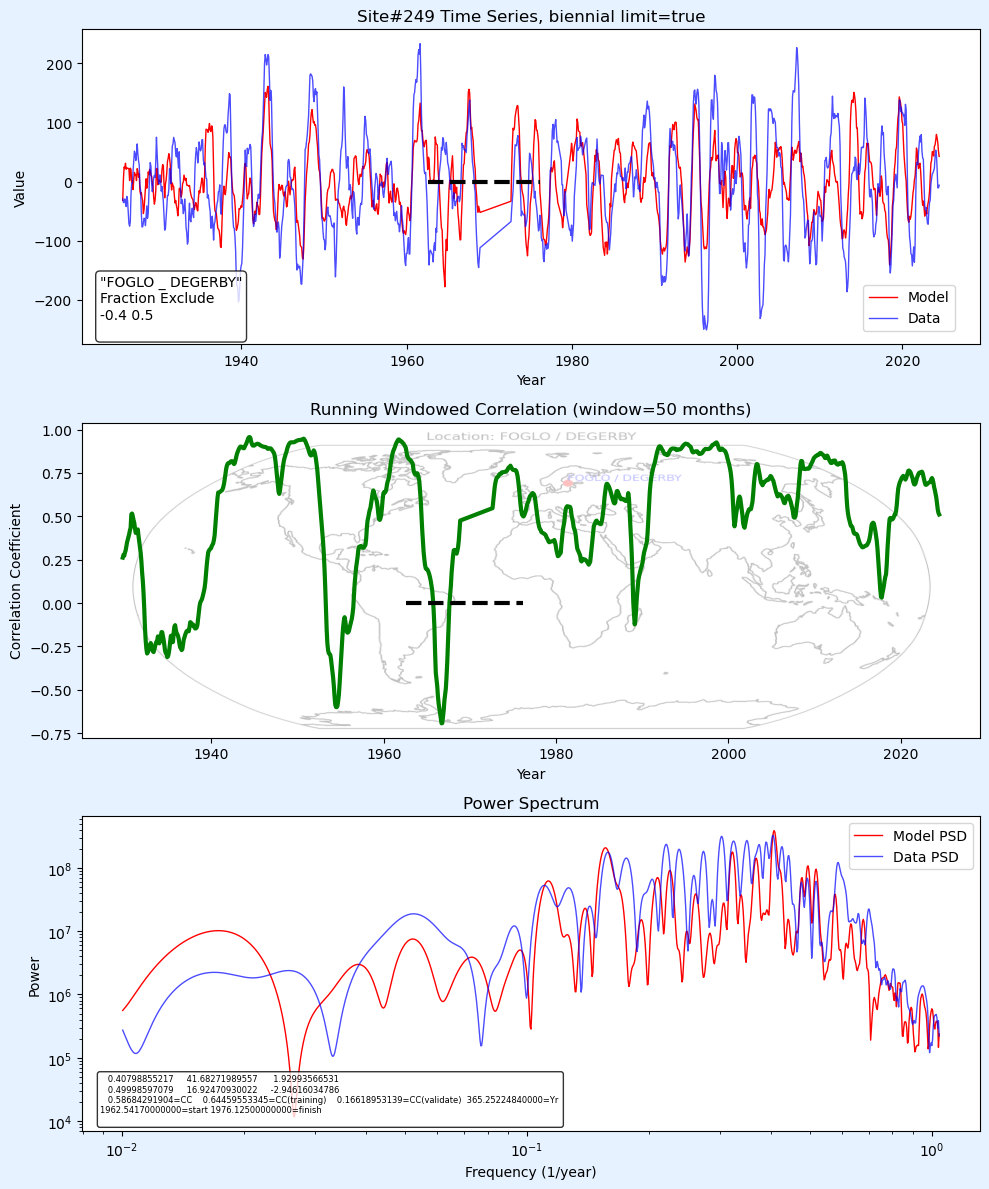 Site#249 Time Series, biennial limit=true
200
100
0
−100
−200
Value
"FOGLO _ DEGERBY"
Fraction Exclude
-0.4 0.5
Model
Data
1940
1960
1980
2000
2020
Year
Running Windowed Correlation (window=50 months)
Location: FOGLO / DEGERBY
FOGLO / DEGERBY
1.00
0.75
0.50
0.25
0.00
−0.25
−0.50
−0.75
Correlation Coefficient
1940
1960
1980
2000
2020
Year
Power Spectrum
Model PSD
Data PSD
10^8
10^7
10^6
10^5
10^4
Power
0.40798855217 41.68271989557 1.92993566531
0.49998597079 16.92470930022 -2.94616034786
0.58684291904=CC 0.64459553345=CC(training) 0.16618953139=CC(validate) 365.25224840000=Yr
1962.54170000000=start 1976.12500000000=finish
10^−2
10^−1
10^0
Frequency (1/year)